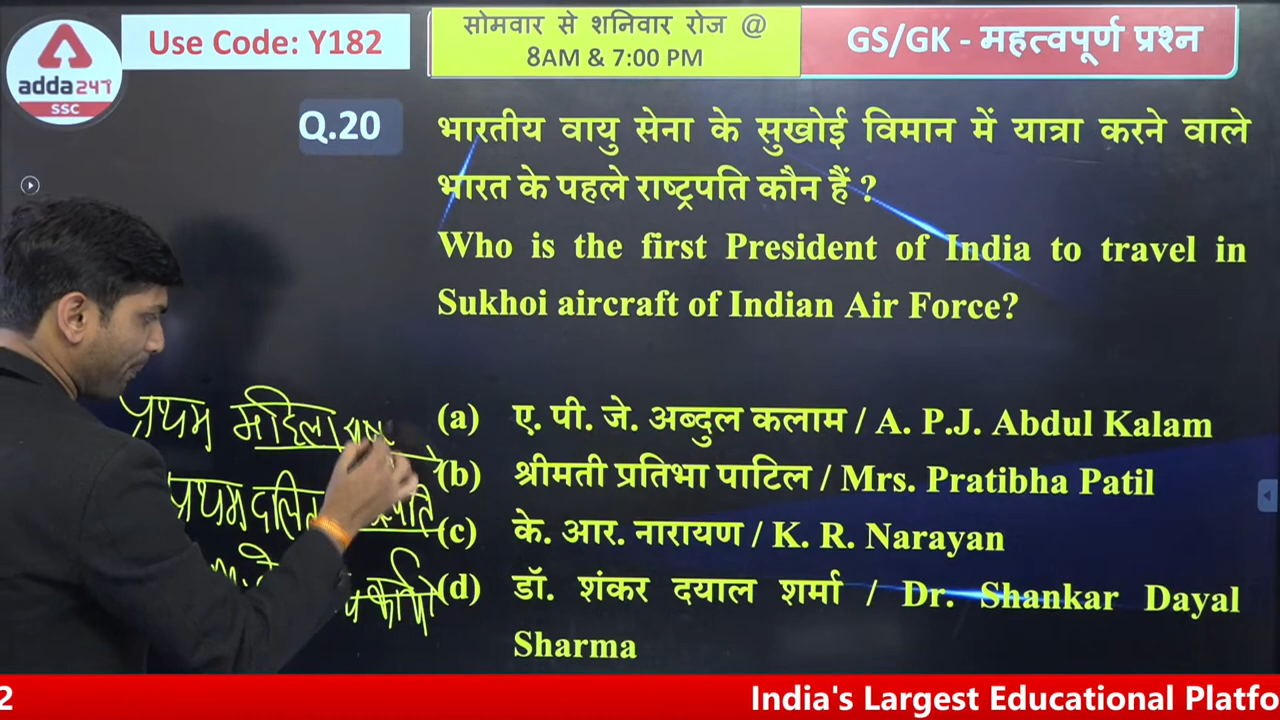 adda247
SSC
Use Code: Y182
सोमवार से शनिवार रोज @
8AM & 7:00 PM
GS/GK - महत्वपूर्ण प्रश्न
Q.20
भारतीय वायु सेना के सुखोई विमान में यात्रा करने वाले
भारत के पहले राष्ट्रपति कौन हैं ?
Who is the first President of India to travel in
Sukhoi aircraft of Indian Air Force?
प्रथम महिला
(a) ए. पी. जे. अब्दुल कलाम / A. P.J. Abdul Kalam
(b) श्रीमती प्रतिभा पाटिल / Mrs. Pratibha Patil
प्रथम दलित
(c) के. आर. नारायण / K. R. Narayan
(d) डॉ. शंकर दयाल शर्मा / Dr. Shankar Dayal
Sharma
2
India's Largest Educational Platfo